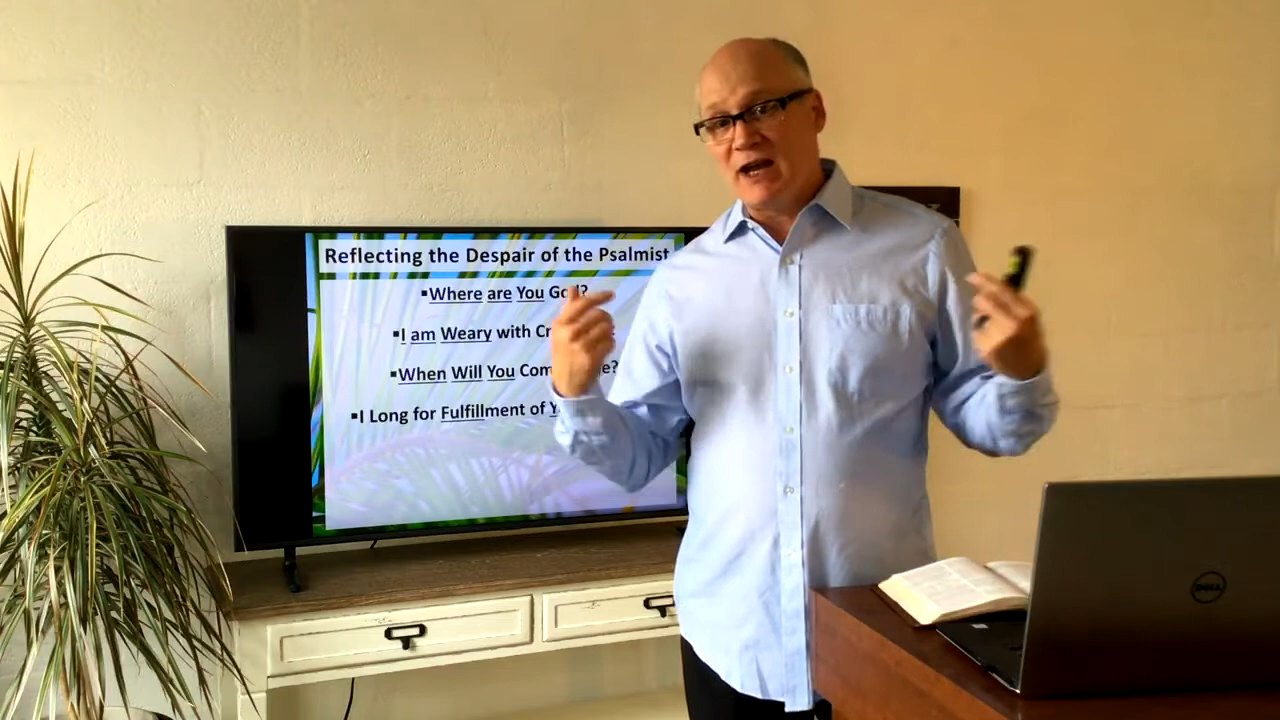 Reflecting the Despair of the Psalmist
▪Where are You God?
▪I am Weary with
▪When Will You
▪I Long for Fulfillment of
DELL